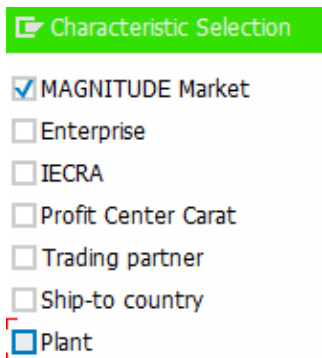 Characteristic Selection
MAGNITUDE Market
Enterprise
IECRA
Profit Center Carat
Trading partner
Ship-to country
Plant